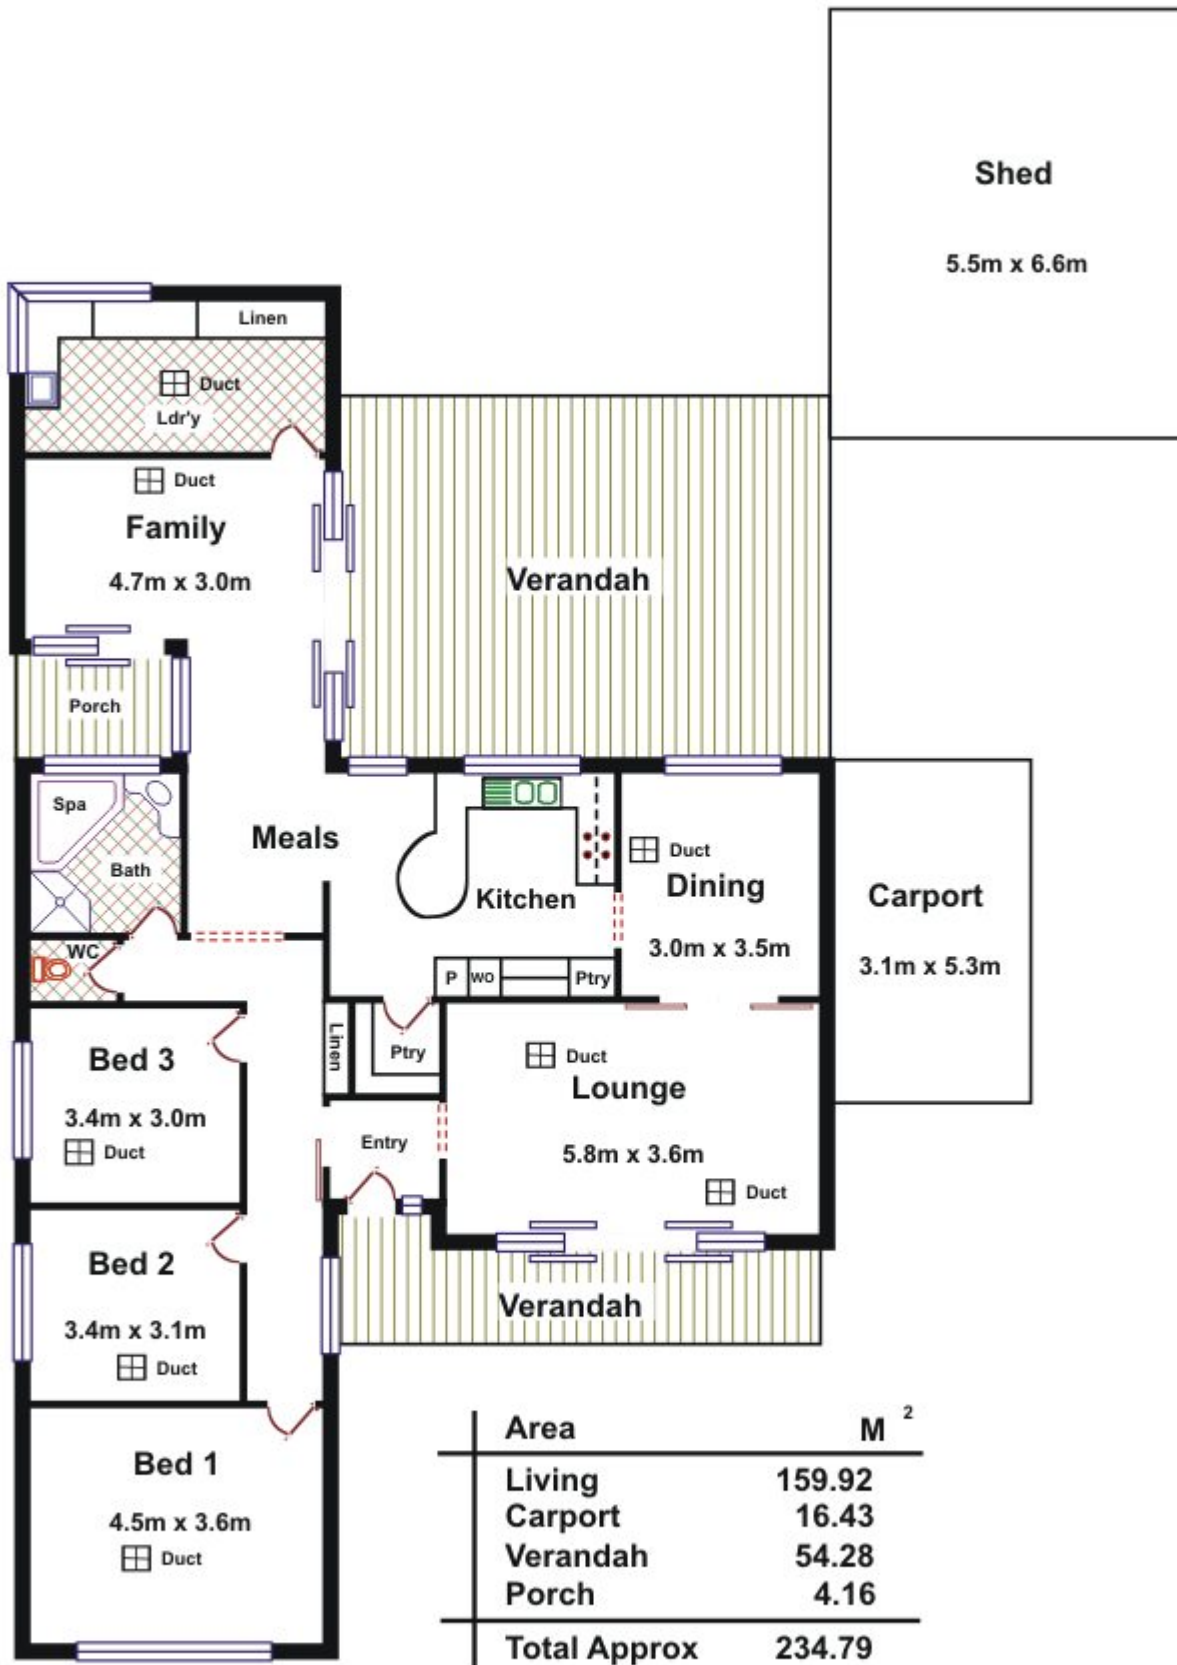 Shed
5.5m x 6.6m
Linen
Duct
Ldr'y
Duct
Family
4.7m x 3.0m
Verandah
Porch
Spa
Bath
Meals
Kitchen
Duct
Dining
3.0m x 3.5m
Carport
3.1m x 5.3m
WC
P
WO
Ptry
Linen
Ptry
Bed 3
3.4m x 3.0m
Duct
Duct
Lounge
5.8m x 3.6m
Duct
Entry
Bed 2
3.4m x 3.1m
Duct
Verandah
Bed 1
4.5m x 3.6m
Duct
Area M 2
Living 159.92
Carport 16.43
Verandah 54.28
Porch 4.16
Total Approx 234.79